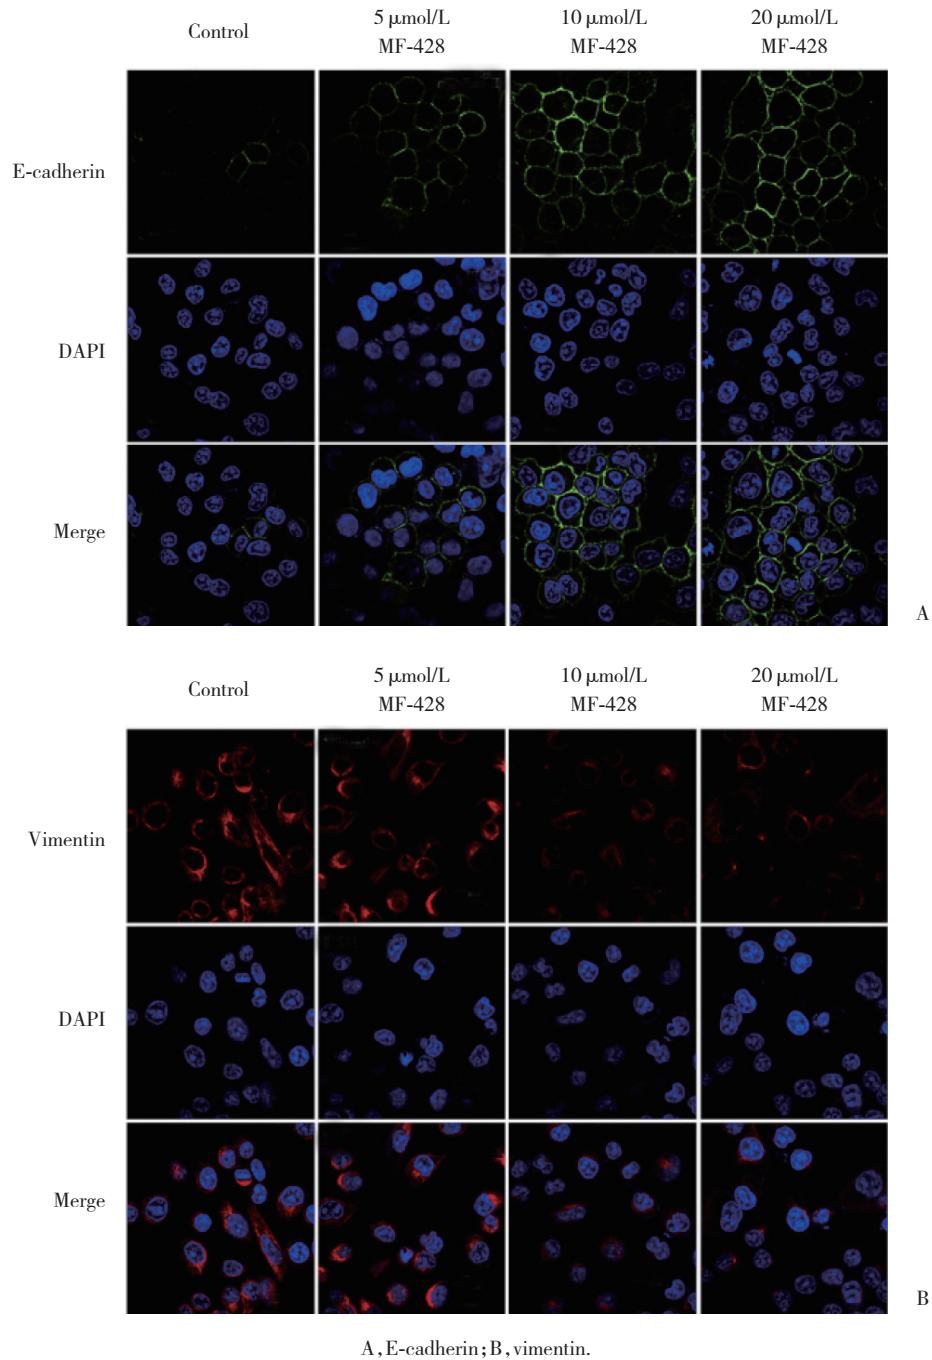 Control
5 μmol/L
MF-428
10 μmol/L
MF-428
20 μmol/L
MF-428
E-cadherin
DAPI
Merge
A
Control
5 μmol/L
MF-428
10 μmol/L
MF-428
20 μmol/L
MF-428
Vimentin
DAPI
Merge
B
A, E-cadherin; B, vimentin.